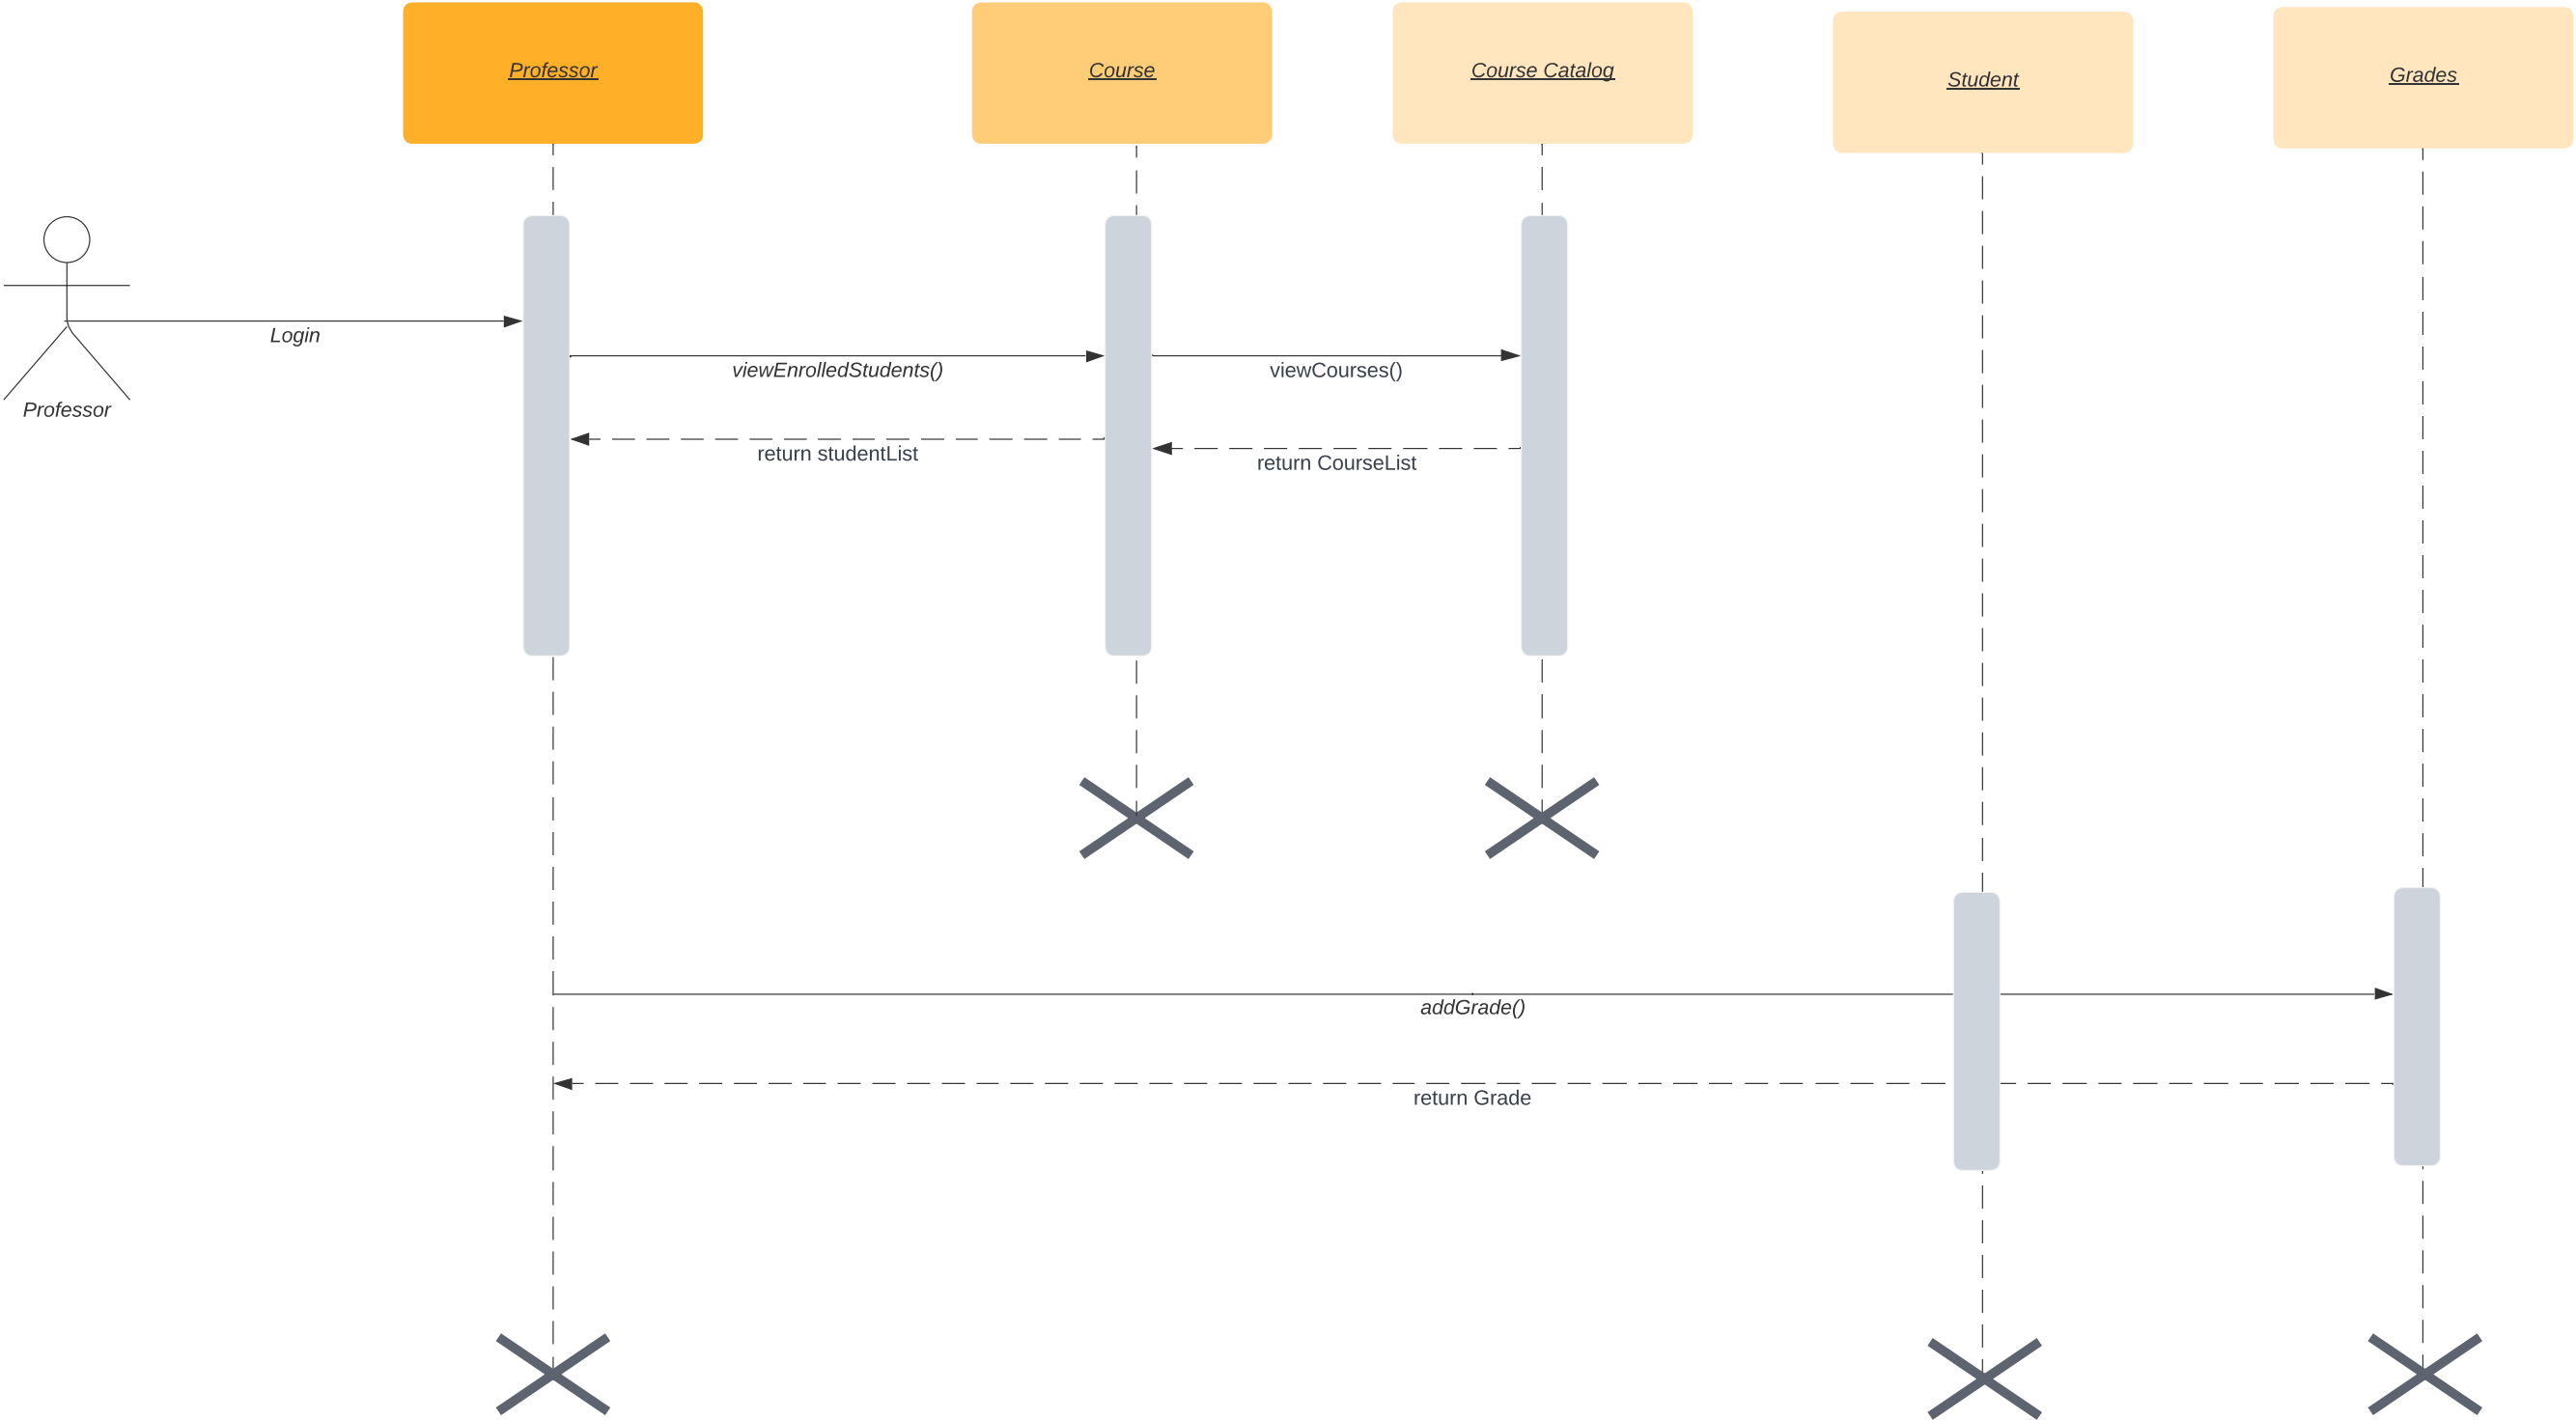 Professor
Course
Course Catalog
Student
Grades
Login
viewEnrolledStudents()
viewCourses()
Professor
return studentList
return CourseList
addGrade()
return Grade